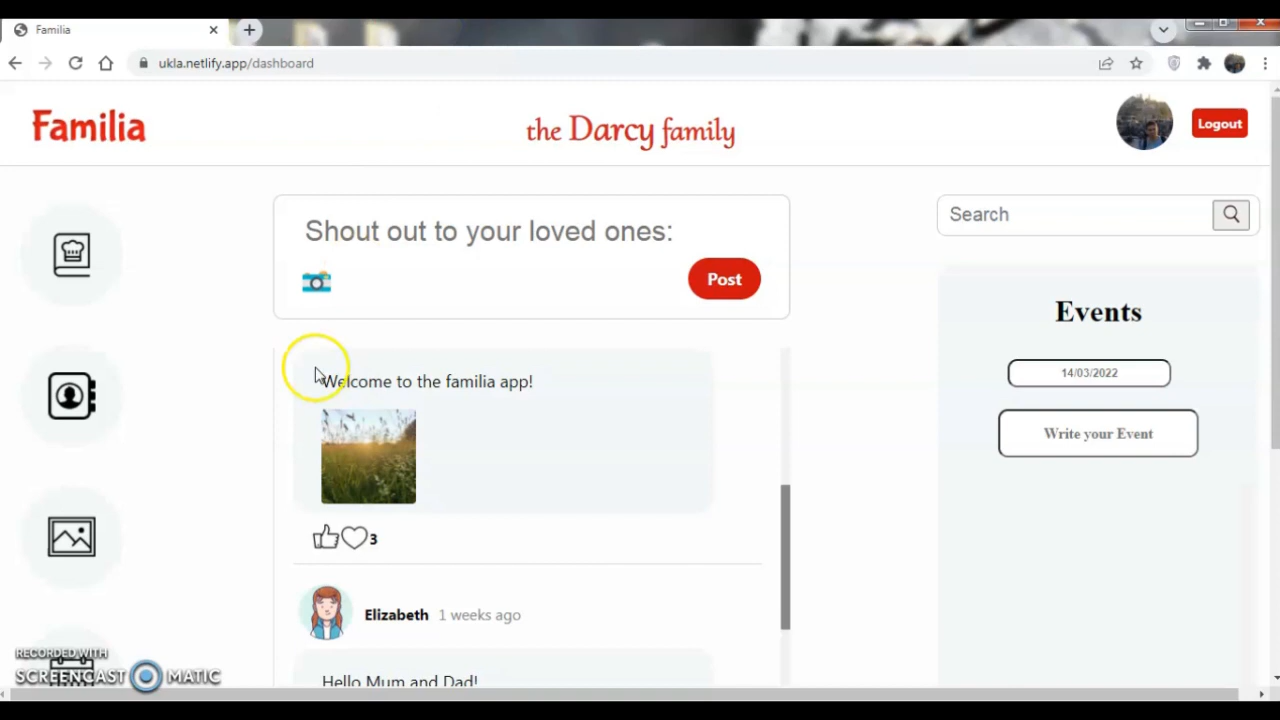 Familia
ukla.netlify.app/dashboard
Familia
the Darcy family
Logout
Shout out to your loved ones:
Post
Search
Events
14/03/2022
Write your Event
Welcome to the familia app!
3
Elizabeth 1 weeks ago
Hello Mum and Dad!
RECORDED WITH
SCREENCAST MATIC